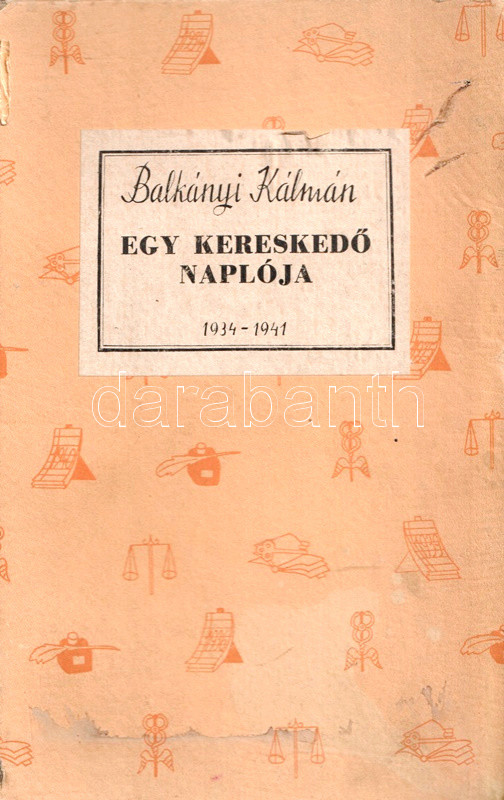 Balkányi Kálmán
EGY KERESKEDŐ
NAPLÓJA
1934-1941
darabanth